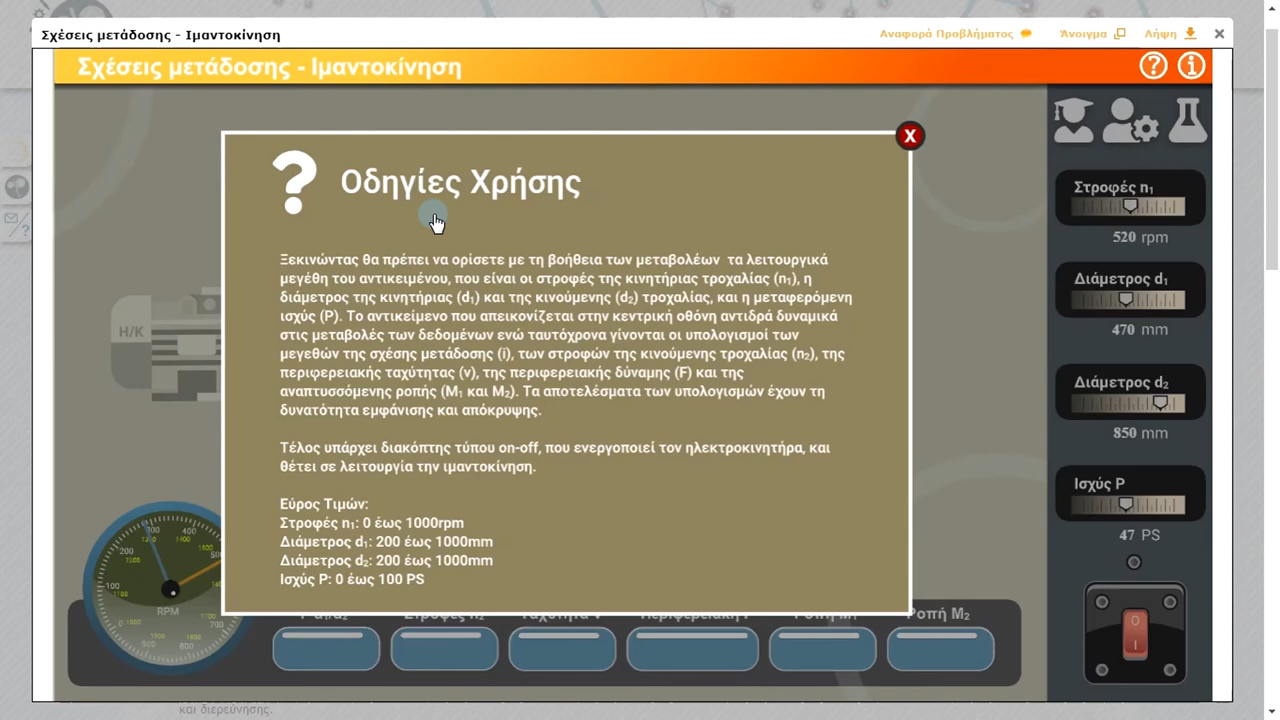 Σχέσεις μετάδοσης - Ιμαντοκίνηση
Αναφορά Προβλήματος
Άνοιγμα
Λήψη
Σχέσεις μετάδοσης - Ιμαντοκίνηση
Οδηγίες Χρήσης
X
Ξεκινώντας θα πρέπει να ορίσετε με τη βοήθεια των μεταβολέων τα λειτουργικά
μεγέθη του αντικειμένου, που είναι οι στροφές της κινητήριας τροχαλίας (n₁), η
διάμετρος της κινητήριας (d₁) και της κινούμενης (d₂) τροχαλίας, και η μεταφερόμενη
ισχύς (P). Το αντικείμενο που απεικονίζεται στην κεντρική οθόνη αντιδρά δυναμικά
στις μεταβολές των δεδομένων ενώ ταυτόχρονα γίνονται οι υπολογισμοί των
μεγεθών της σχέσης μετάδοσης (i), των στροφών της κινούμενης τροχαλίας (n₂), της
περιφερειακής ταχύτητας (v), της περιφερειακής δύναμης (F) και της
αναπτυσσόμενης ροπής (M₁ και M₂). Τα αποτελέσματα των υπολογισμών έχουν τη
δυνατότητα εμφάνισης και απόκρυψης.
Τέλος υπάρχει διακόπτης τύπου on-off, που ενεργοποιεί τον ηλεκτροκινητήρα, και
θέτει σε λειτουργία την ιμαντοκίνηση.
Εύρος Τιμών:
Στροφές n₁: 0 έως 1000rpm
Διάμετρος d₁: 200 έως 1000mm
Διάμετρος d₂: 200 έως 1000mm
Ισχύς P: 0 έως 100 PS
Στροφές n₁
520 rpm
Διάμετρος d₁
470 mm
Διάμετρος d₂
850 mm
Ισχύς P
47 PS
O
I
Η/Κ
RPM
Ροπή M₂
και διερεύνησης.